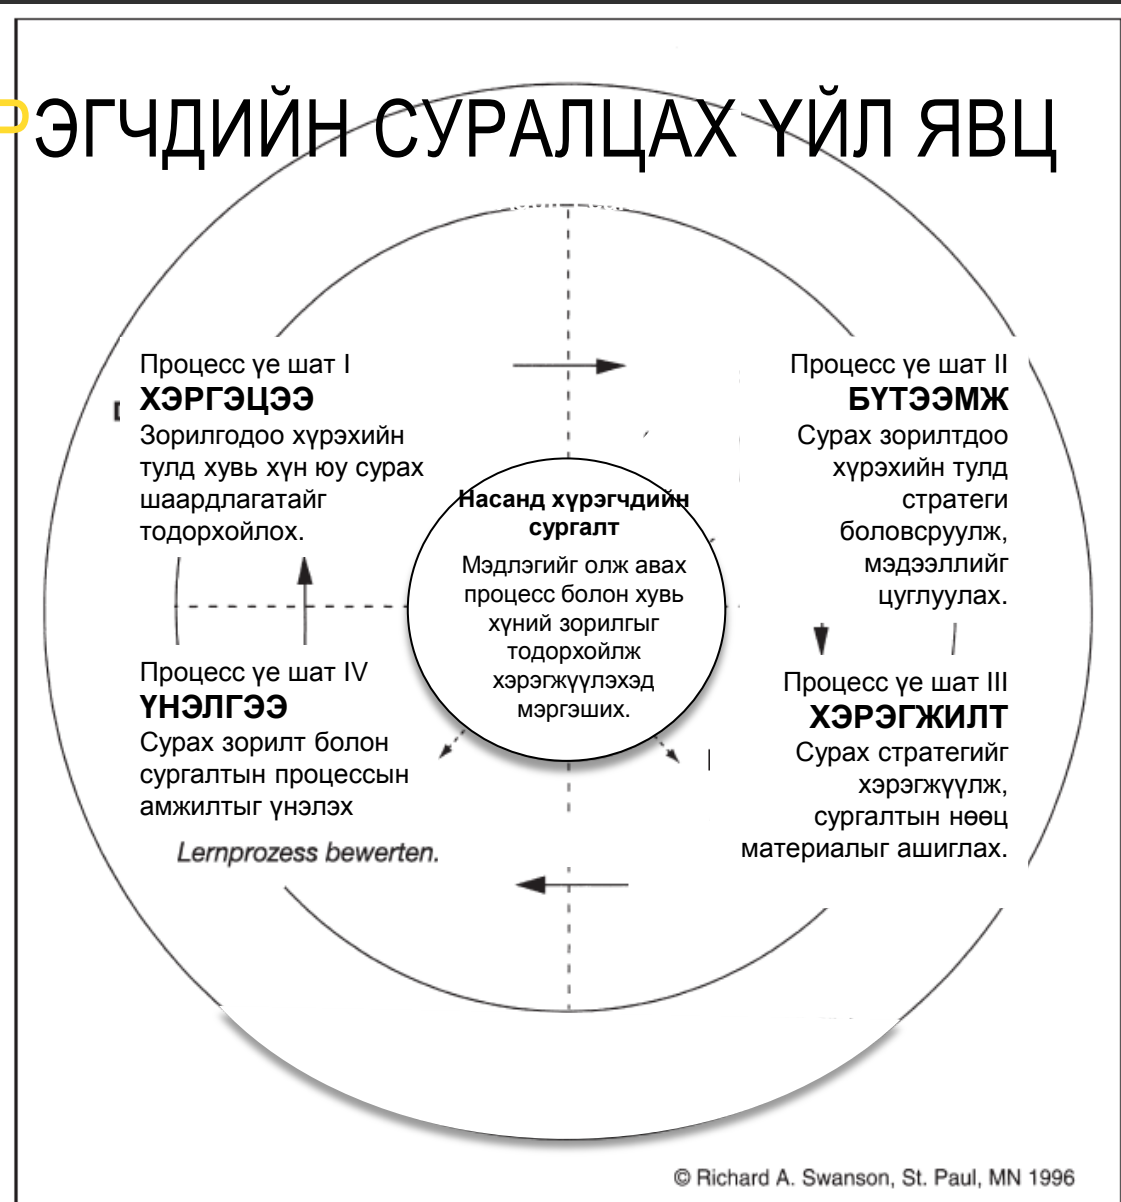 РЭГЧДИЙН СУРАЛЦАХ ҮЙЛ ЯВЦ
Процесс үе шат I
ХЭРГЭЦЭЭ
Зорилгодоо хүрэхийн
тулд хувь хүн юу сурах
шаардлагатайг
тодорхойлох.
Процесс үе шат II
БҮТЭЭМЖ
Сурах зорилтдоо
хүрэхийн тулд
стратеги
боловсруулж,
мэдээллийг
цуглуулах.
Насанд хүрэгчдийн
сургалт
Мэдлэгийг олж авах
процесс болон хувь
хүний зорилгыг
тодорхойлж
хэрэгжүүлэхэд
мэргэших.
Процесс үе шат IV
ҮНЭЛГЭЭ
Сурах зорилт болон
сургалтын процессын
амжилтыг үнэлэх
Lernprozess bewerten.
Процесс үе шат III
ХЭРЭГЖИЛТ
Сурах стратегийг
хэрэгжүүлж,
сургалтын нөөц
материалыг ашиглах.
© Richard A. Swanson, St. Paul, MN 1996